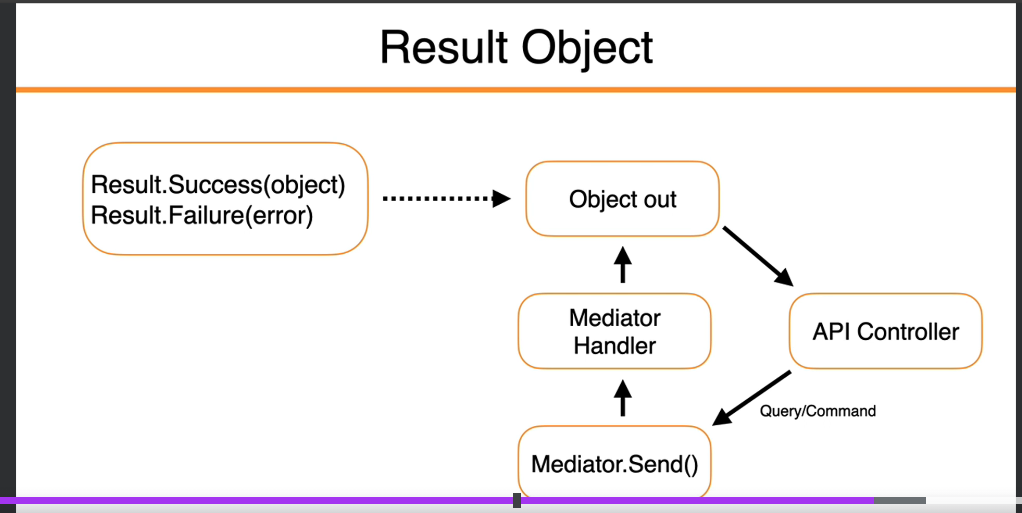 Result Object
Result.Success(object)
Result.Failure(error)
Object out
Mediator
Handler
API Controller
Query/Command
Mediator.Send()